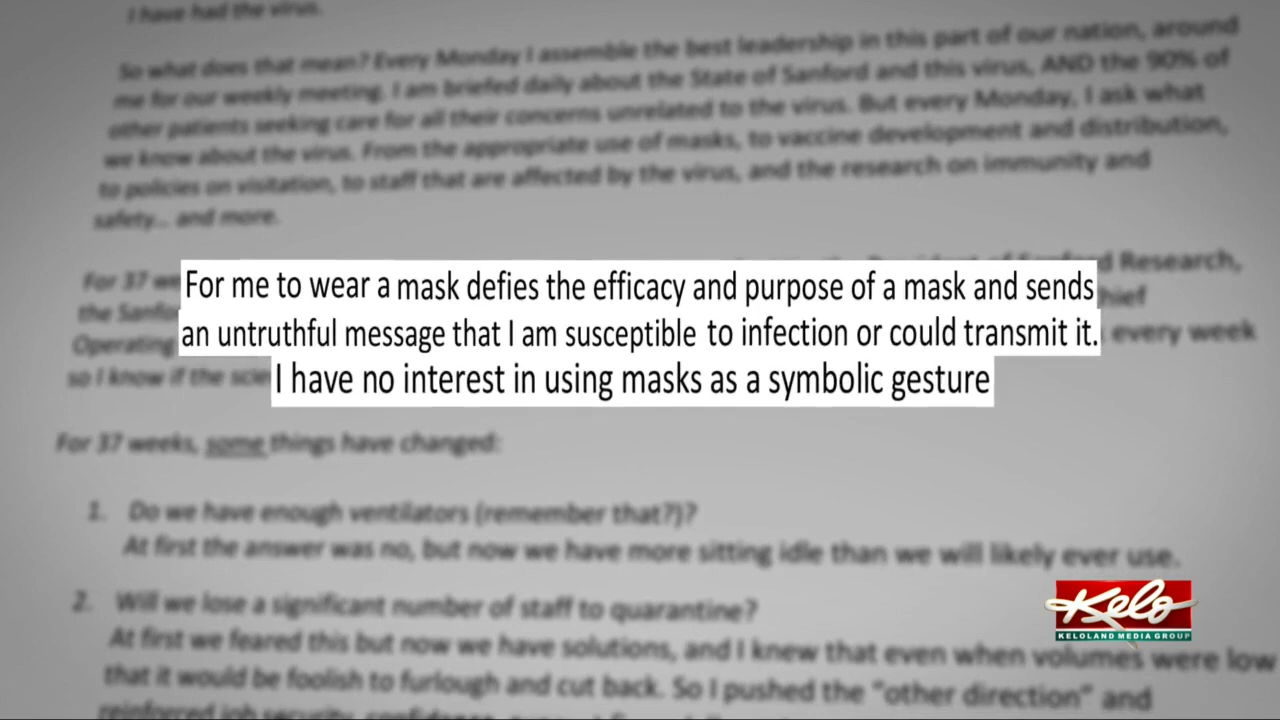 I have had the virus.
So what does that mean? Every Monday I assemble the best leadership in this part of our nation, around
me for our weekly meeting. I am briefed daily about the State of Sanford and this virus, AND the 90% of
other patients seeking care for all their concerns unrelated to the virus. But every Monday, I ask what
we know about the virus. From the appropriate use of masks, to vaccine development and distribution,
to policies on visitation, to staff that are affected by the virus, and the research on immunity and
safety... and more.
For 37 Research,
For me to wear a mask defies the efficacy and purpose of a mask and sends
the
an untruthful message that I am susceptible to infection or could transmit it.
Operating every week
I have no interest in using masks as a symbolic gesture
so I know if the
For 37 weeks, some things have changed:
1. Do we have enough ventilators (remember that?)?
At first the answer was no, but now we have more sitting idle than we will likely ever use.
2. Will we lose a significant number of staff to quarantine?
At first we feared this but now we have solutions, and I knew that even when volumes were low
that it would be foolish to furlough and cut back. So I pushed the "other direction" and
reinforced job security,
Kelo
KELOLAND MEDIA GROUP